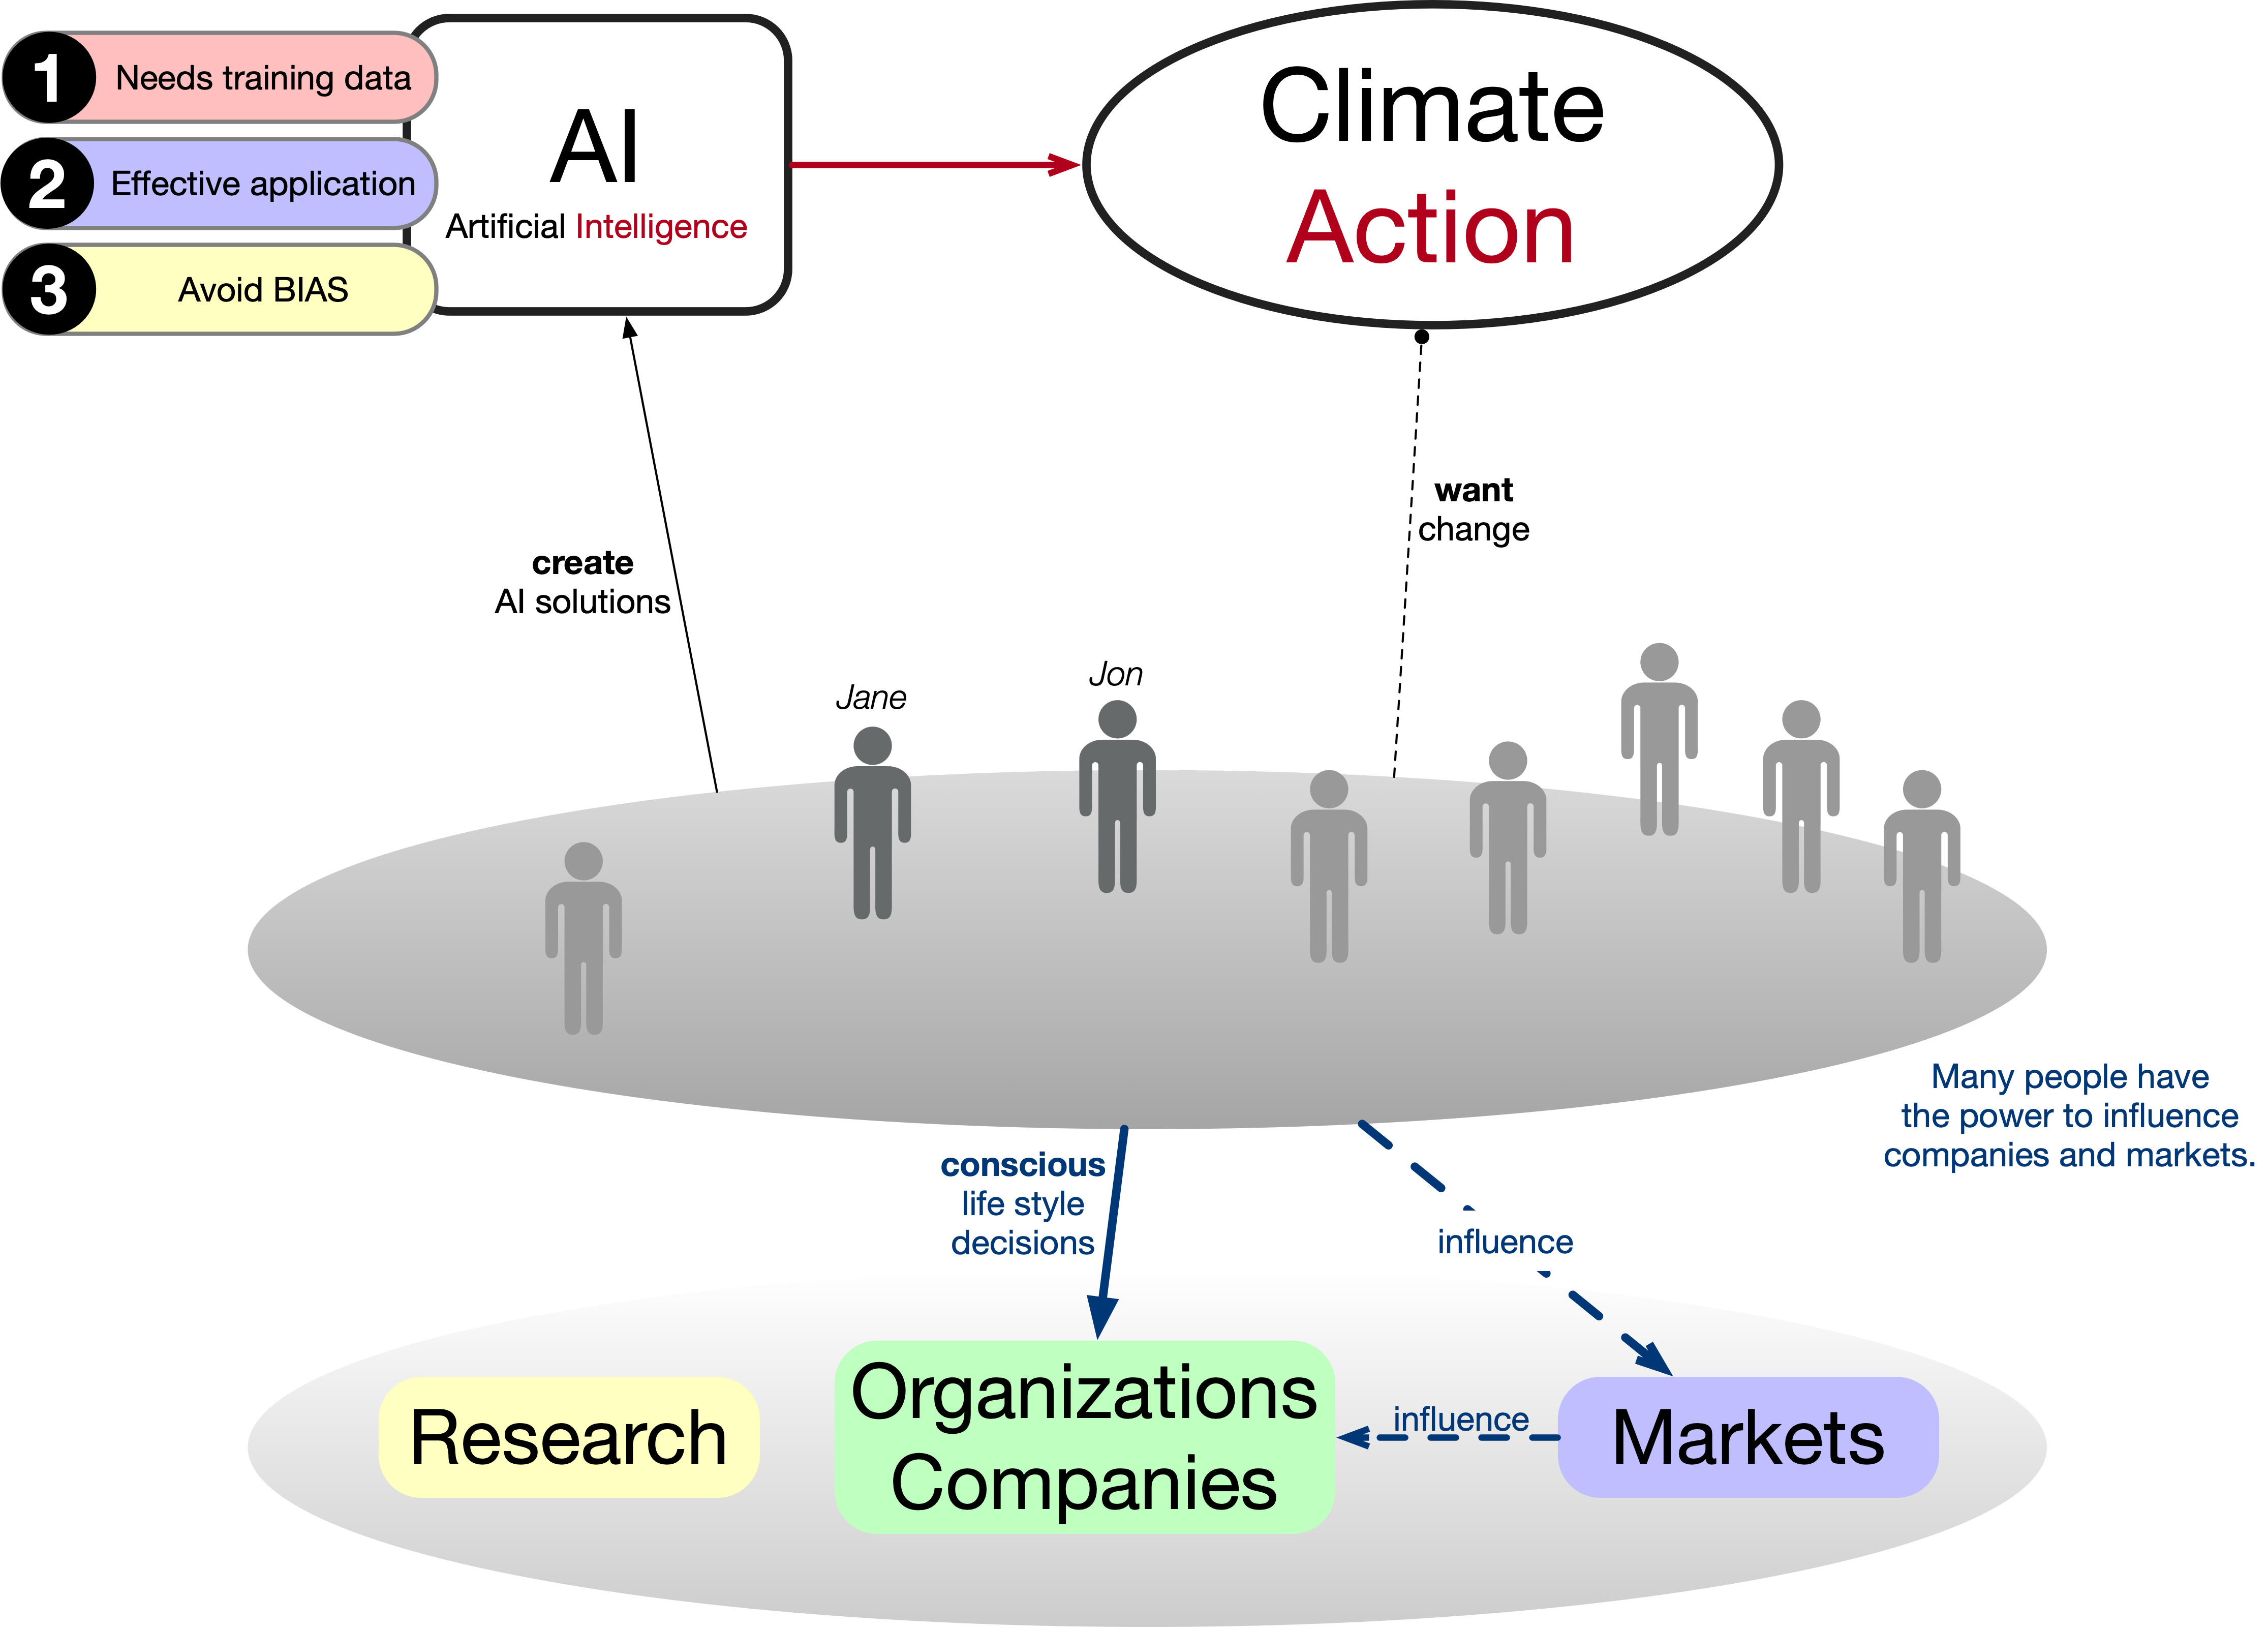 1 Needs training data
2 Effective application
3 Avoid BIAS
AI
Artificial Intelligence
Climate
Action
want
change
create
AI solutions
Jane
Jon
Many people have
the power to influence
companies and markets.
conscious
life style
decisions
influence
Research
Organizations
Companies
influence
Markets